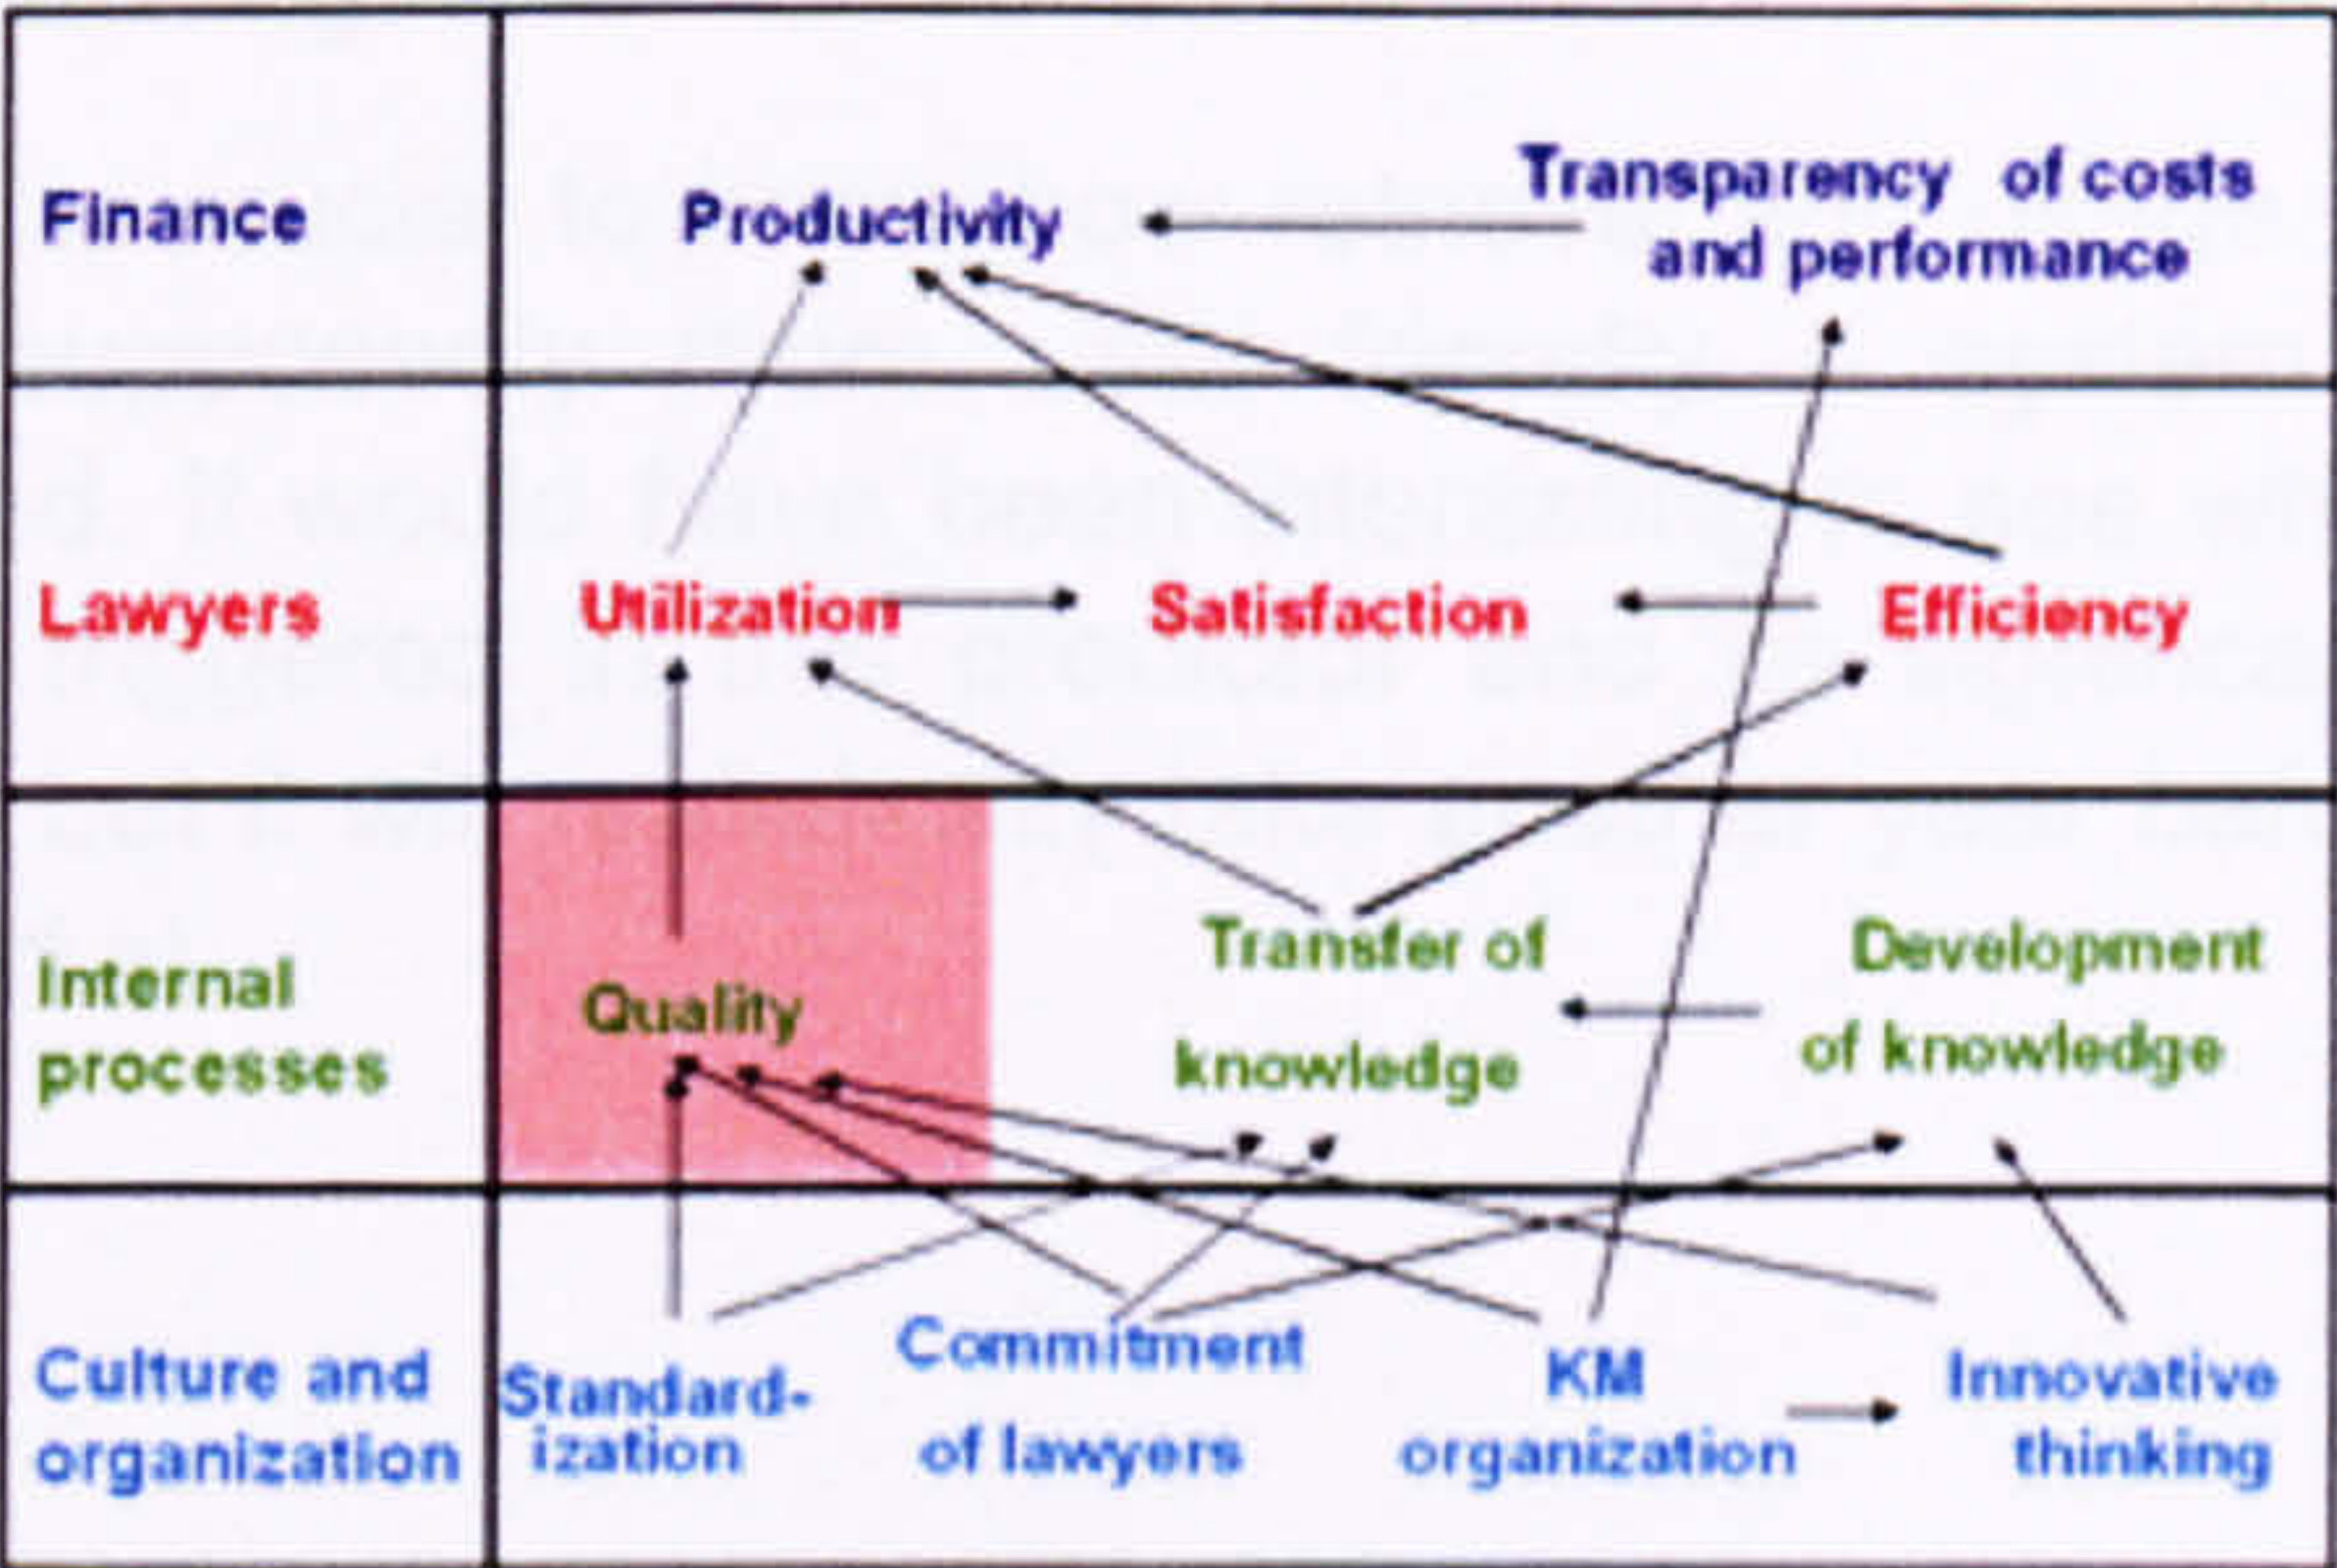 Finance
Productivity
Transparency of costs
and performance
Lawyers
Utilization
Satisfaction
Efficiency
Internal
processes
Quality
Transfer of
knowledge
Development
of knowledge
Culture and
organization
Standard-
ization
Commitment
of lawyers
KM
organization
Innovative
thinking